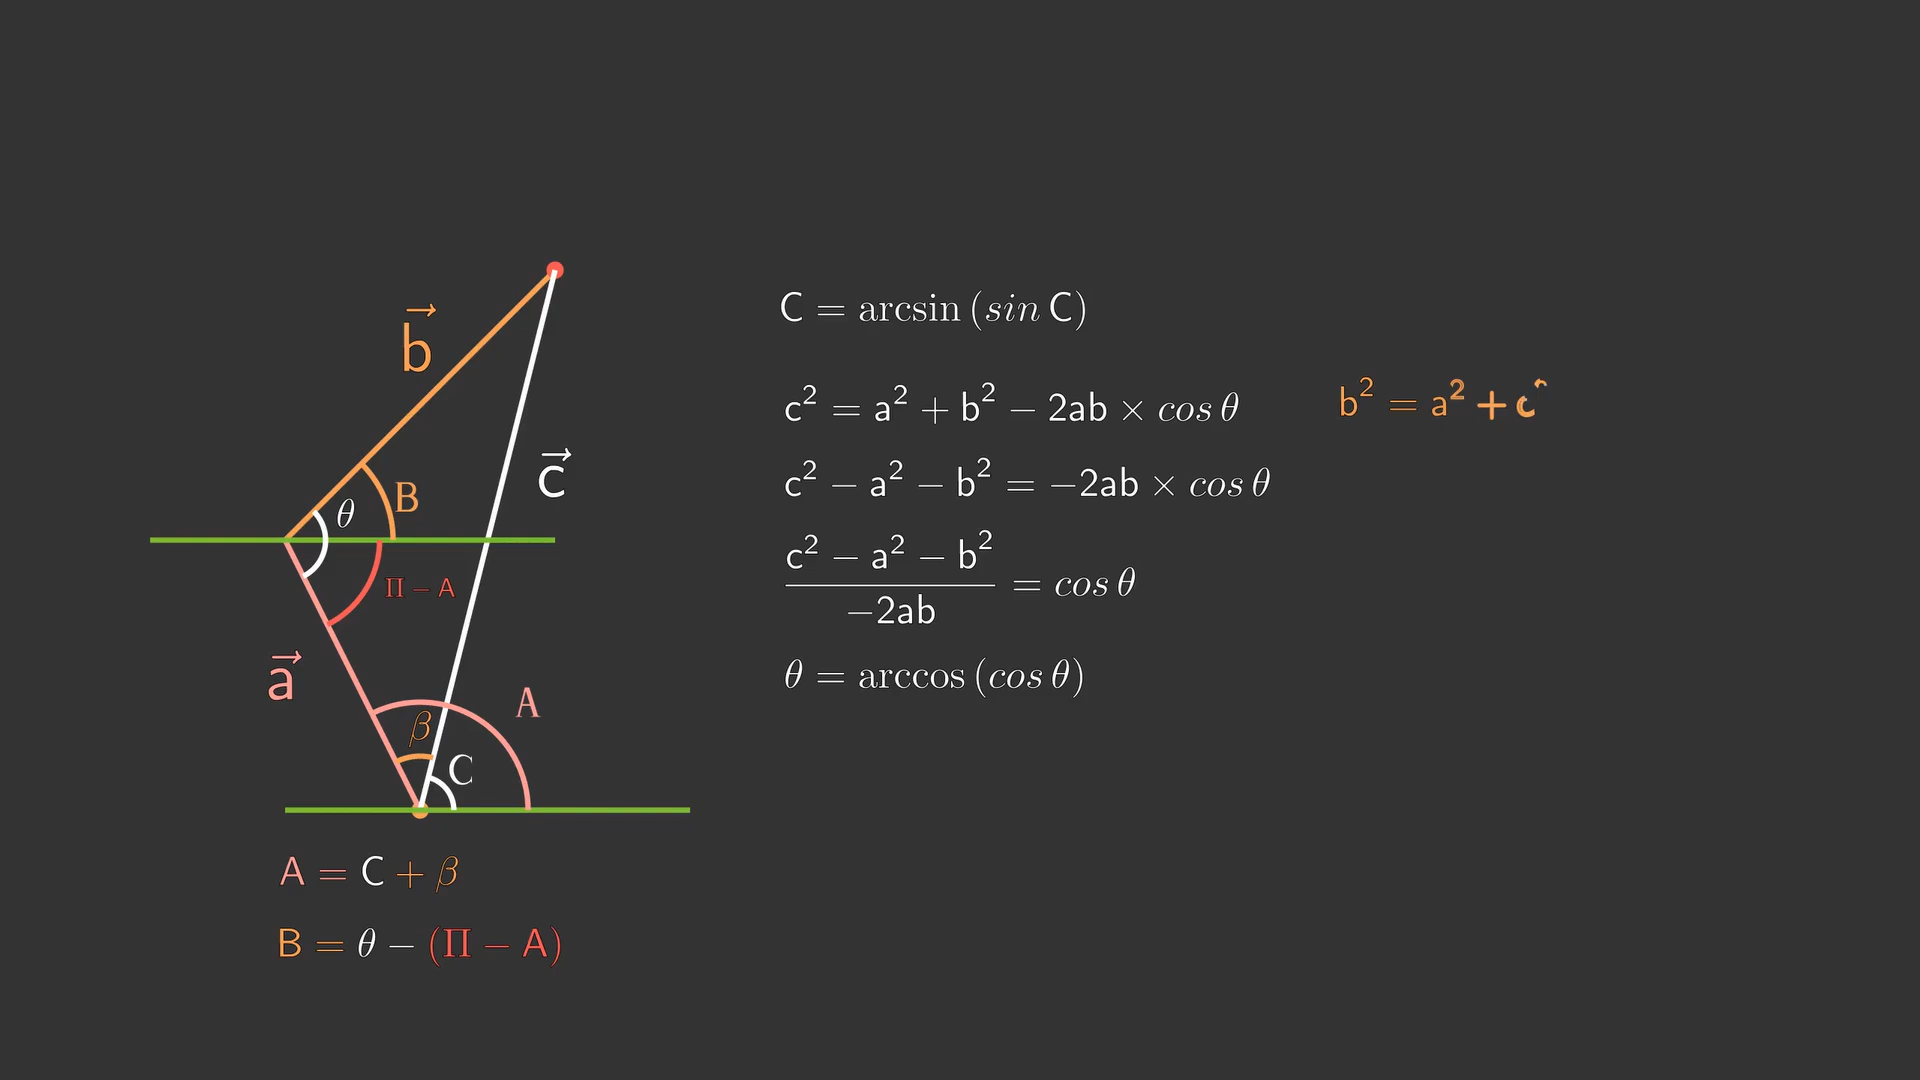 C = arcsin (sin C)
c² = a² + b² − 2ab × cos θ
b² = a² + c
c² − a² − b² = −2ab × cos θ
c² − a² − b²
−2ab
= cos θ
θ = arccos (cos θ)
b
c
a
θ
B
Π − A
A
β
C
A = C + β
B = θ − (Π − A)